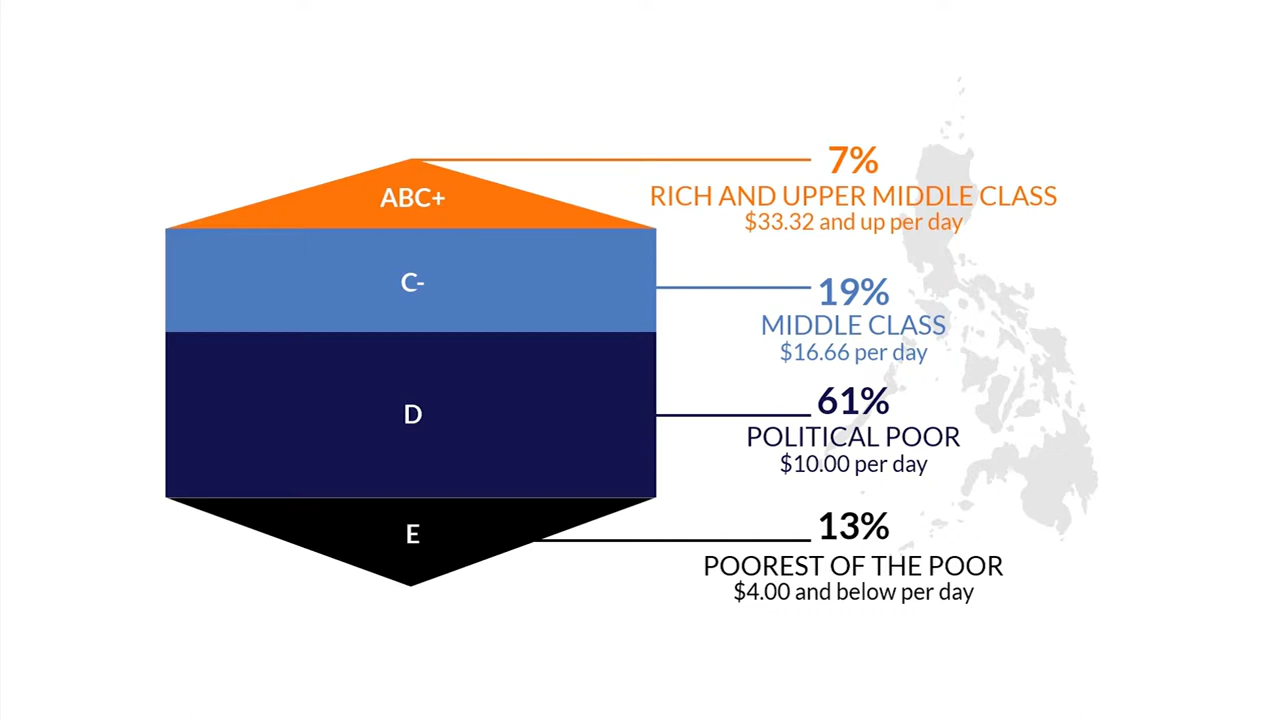 ABC+
7%
RICH AND UPPER MIDDLE CLASS
$33.32 and up per day
C-
19%
MIDDLE CLASS
$16.66 per day
D
61%
POLITICAL POOR
$10.00 per day
E
13%
POOREST OF THE POOR
$4.00 and below per day